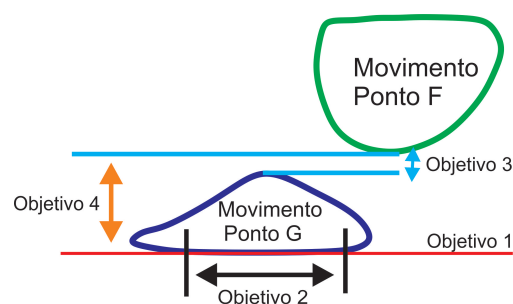 Movimento
Ponto F
Objetivo 3
Objetivo 4
Movimento
Ponto G
Objetivo 1
Objetivo 2